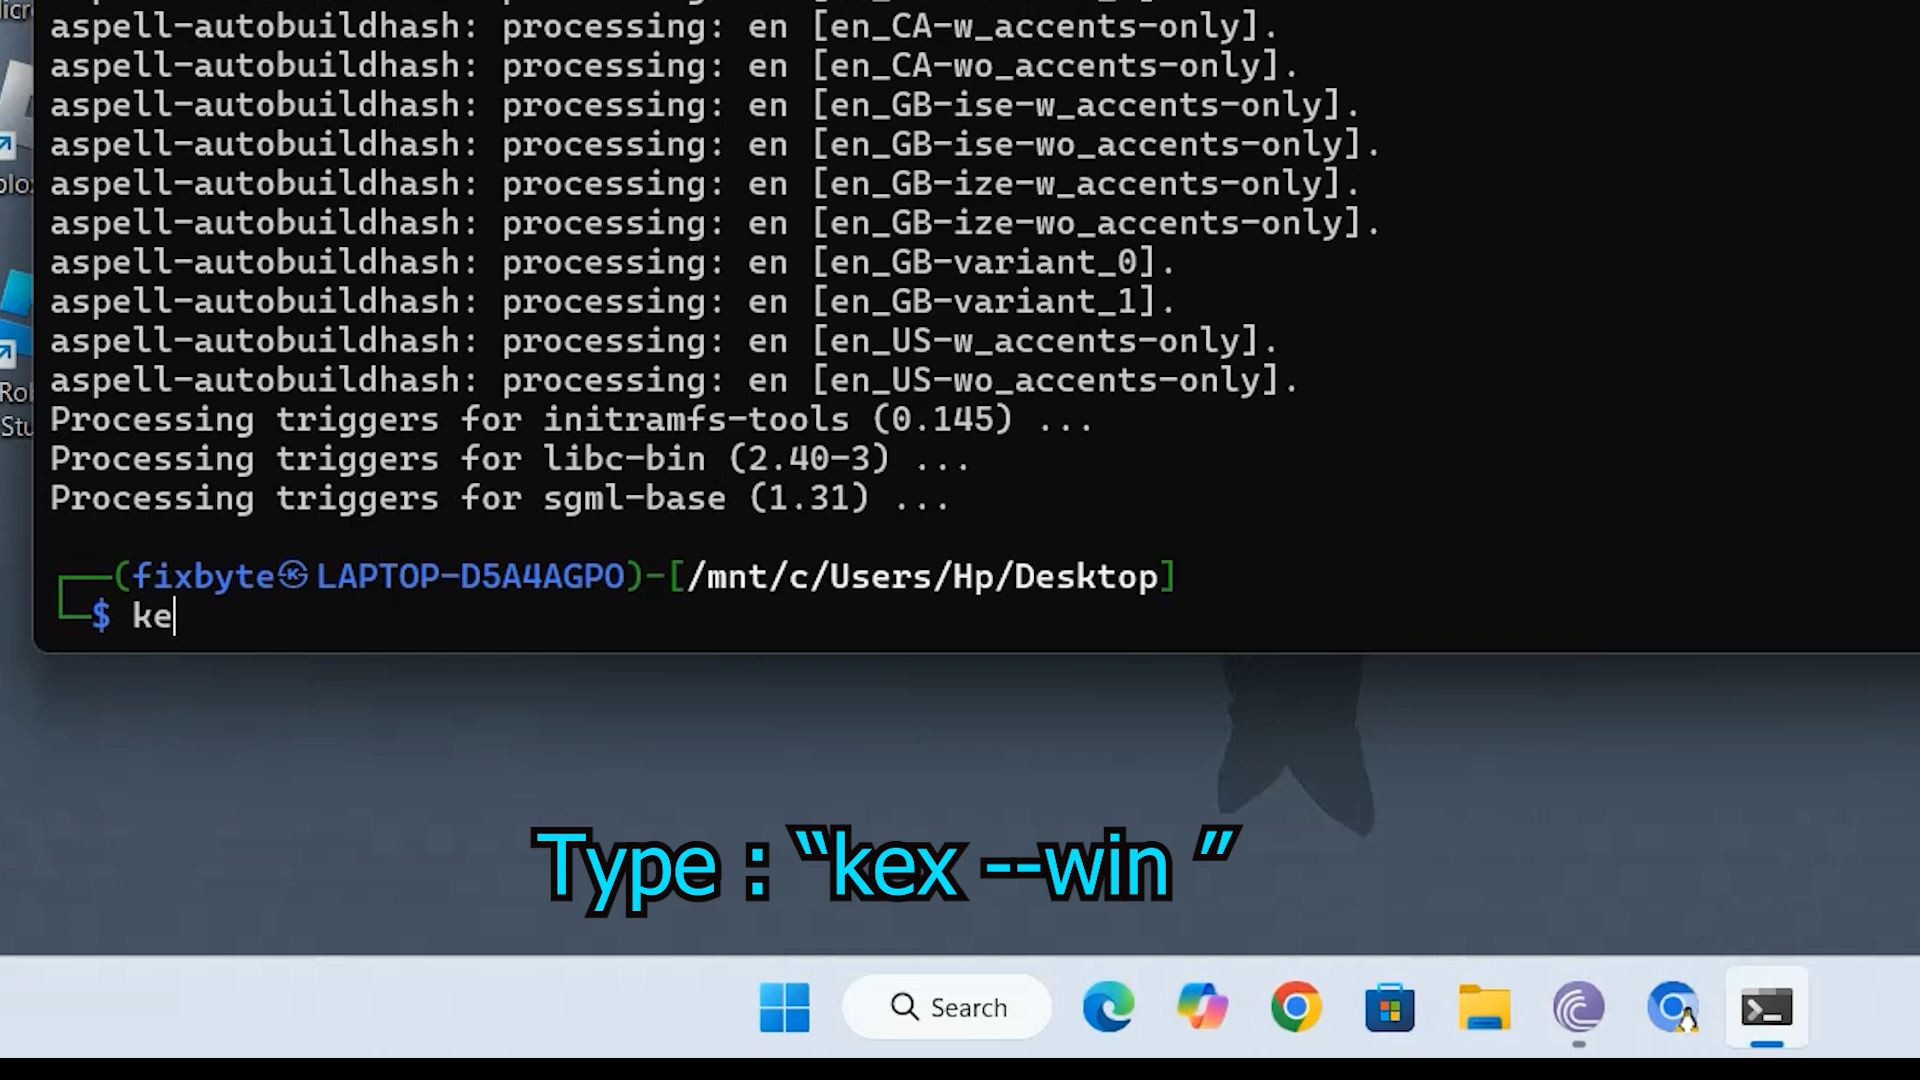 aspell-autobuildhash: processing: en [en_CA-w_accents-only].
aspell-autobuildhash: processing: en [en_CA-wo_accents-only].
aspell-autobuildhash: processing: en [en_GB-ise-w_accents-only].
aspell-autobuildhash: processing: en [en_GB-ise-wo_accents-only].
aspell-autobuildhash: processing: en [en_GB-ize-w_accents-only].
aspell-autobuildhash: processing: en [en_GB-ize-wo_accents-only].
aspell-autobuildhash: processing: en [en_GB-variant_0].
aspell-autobuildhash: processing: en [en_GB-variant_1].
aspell-autobuildhash: processing: en [en_US-w_accents-only].
aspell-autobuildhash: processing: en [en_US-wo_accents-only].
Processing triggers for initramfs-tools (0.145) ...
Processing triggers for libc-bin (2.40-3) ...
Processing triggers for sgml-base (1.31) ...
┌──(fixbyte㉿LAPTOP-D5A4AGPO)-[/mnt/c/Users/Hp/Desktop]
└─$ ke
Type : “kex --win ”
Search